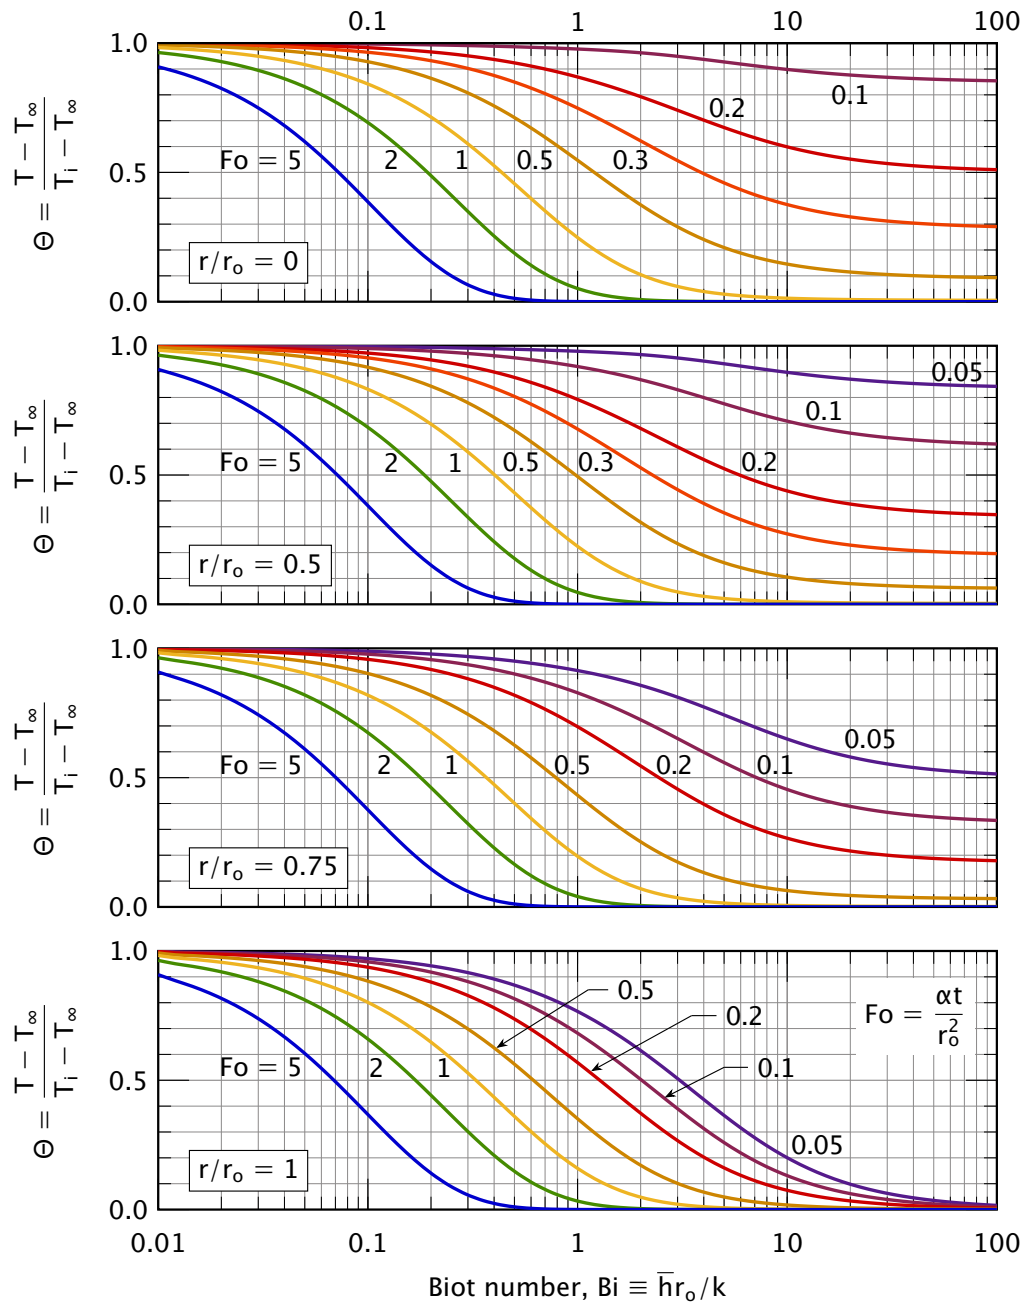 0.1 1 10 100
1.0
0.5
0.0
Θ = T − T∞ / Ti − T∞
0.1
0.2
Fo = 5 2 1 0.5 0.3
r/ro = 0
1.0
0.5
0.0
Θ = T − T∞ / Ti − T∞
0.05
0.1
Fo = 5 2 1 0.5 0.3 0.2
r/ro = 0.5
1.0
0.5
0.0
Θ = T − T∞ / Ti − T∞
0.05
Fo = 5 2 1 0.5 0.2 0.1
r/ro = 0.75
1.0
0.5
0.0
Θ = T − T∞ / Ti − T∞
0.5
0.2
Fo = αt / ro²
Fo = 5 2 1 0.1
0.05
r/ro = 1
0.01 0.1 1 10 100
Biot number, Bi ≡ h̅ro/k